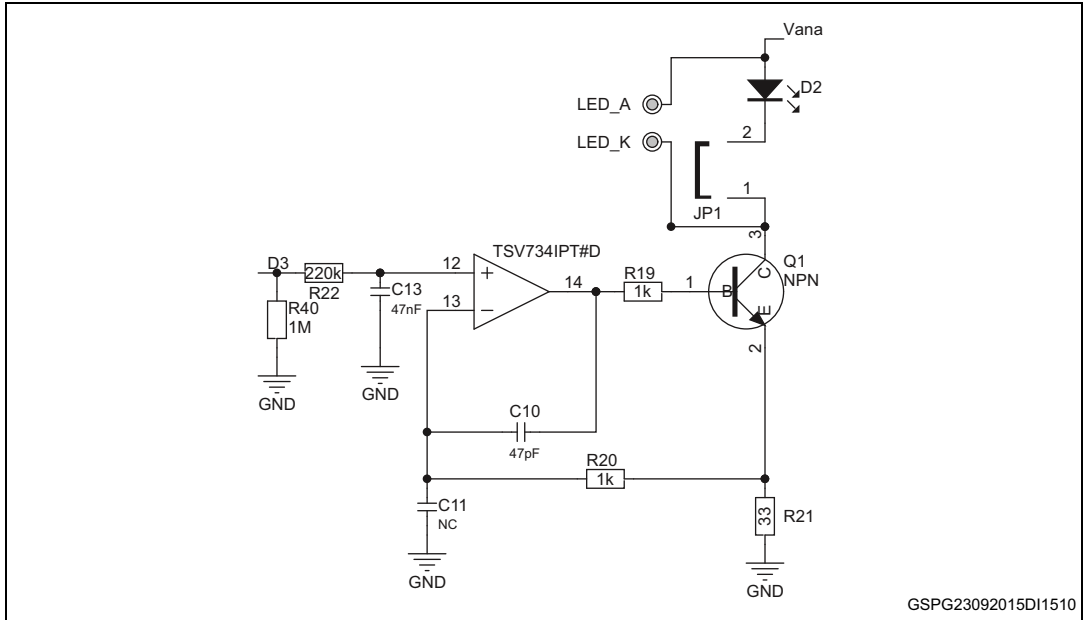 Vana
D2
LED_A
LED_K
2
1
JP1
3
TSV734IPT#D
D3
220k
R22
R40
1M
GND
C13
47nF
GND
12
+
13
−
14
R19
1k
1
B
C
E
Q1
NPN
2
C10
47pF
R20
1k
C11
NC
GND
33
R21
GND
GSPG23092015DI1510